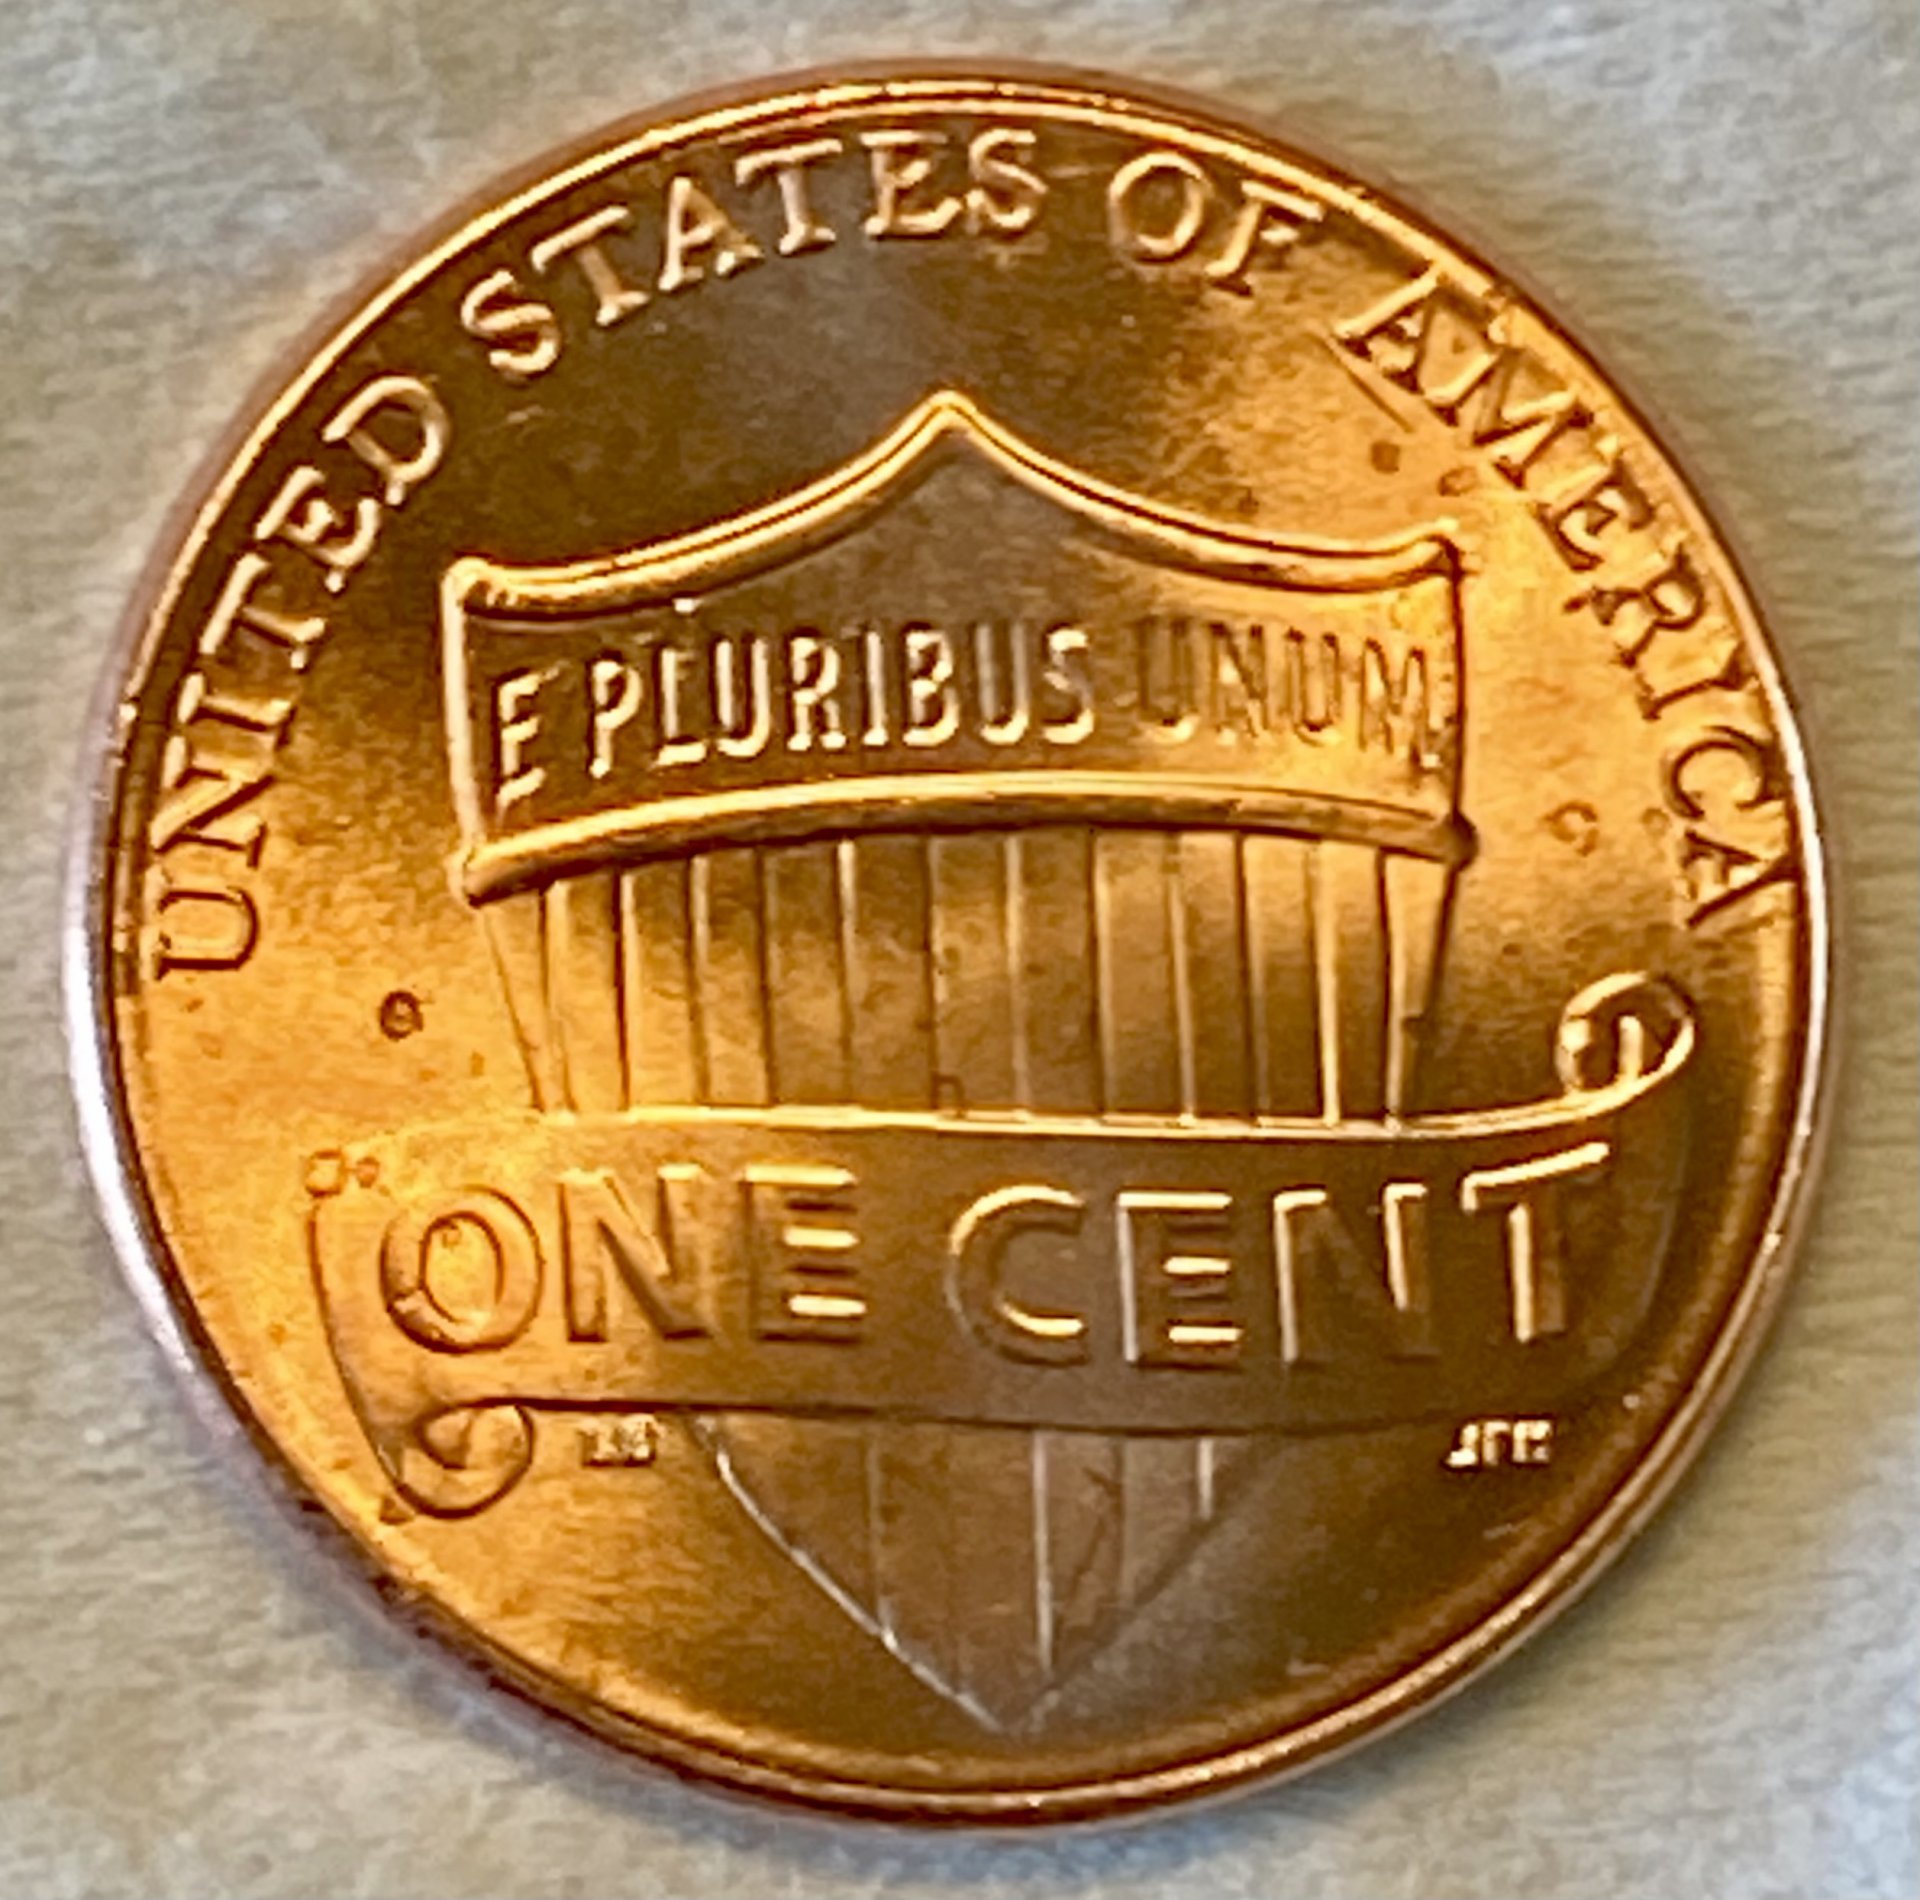 UNITED STATES OF AMERICA
E PLURIBUS UNUM
ONE CENT